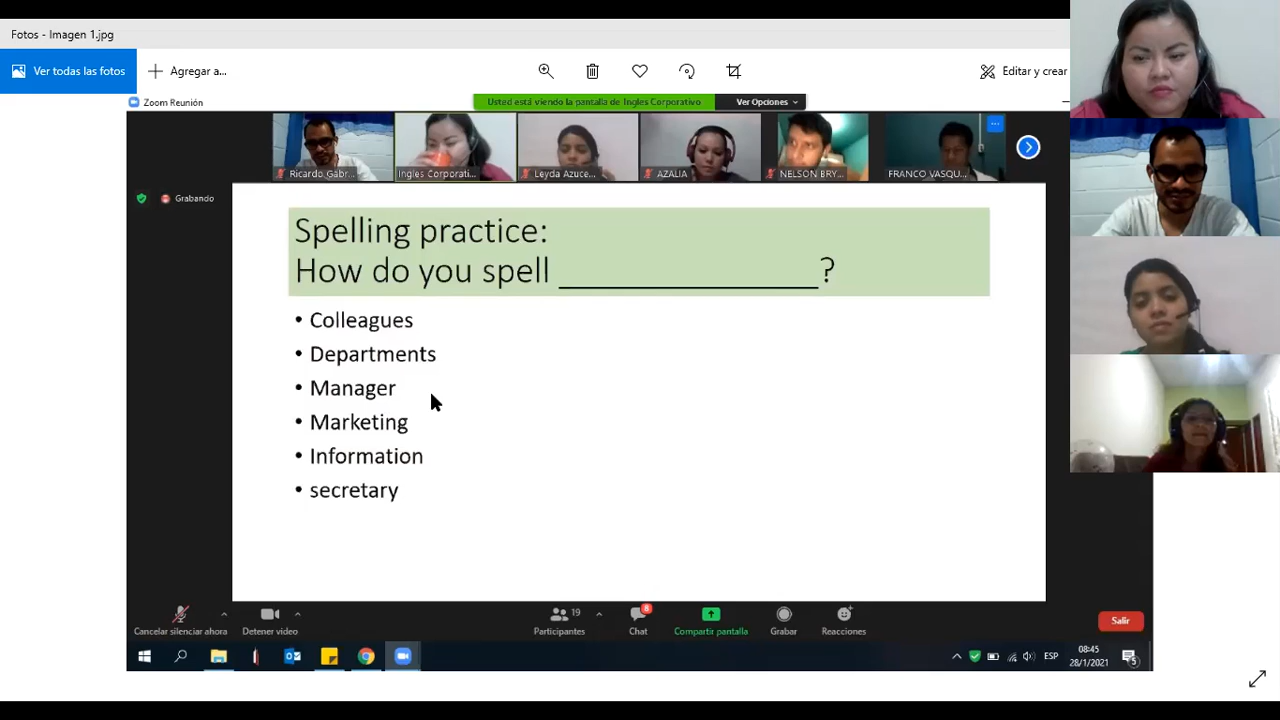 Fotos - Imagen 1.jpg
Ver todas las fotos
Agregar a...
Editar y crear
Zoom Reunión
Usted está viendo la pantalla de Ingles Corporativo
Ver Opciones
Ricardo Gabr...
Ingles Corporati...
Leyda Azuce...
AZALIA
NELSON BRY...
FRANCO VASQU...
Grabando
Spelling practice:
How do you spell _______________?
• Colleagues
• Departments
• Manager
• Marketing
• Information
• secretary
Cancelar silenciar ahora
Detener video
19
Participantes
8
Chat
Compartir pantalla
Grabar
Reacciones
Salir
ESP
08:45
28/1/2021
5